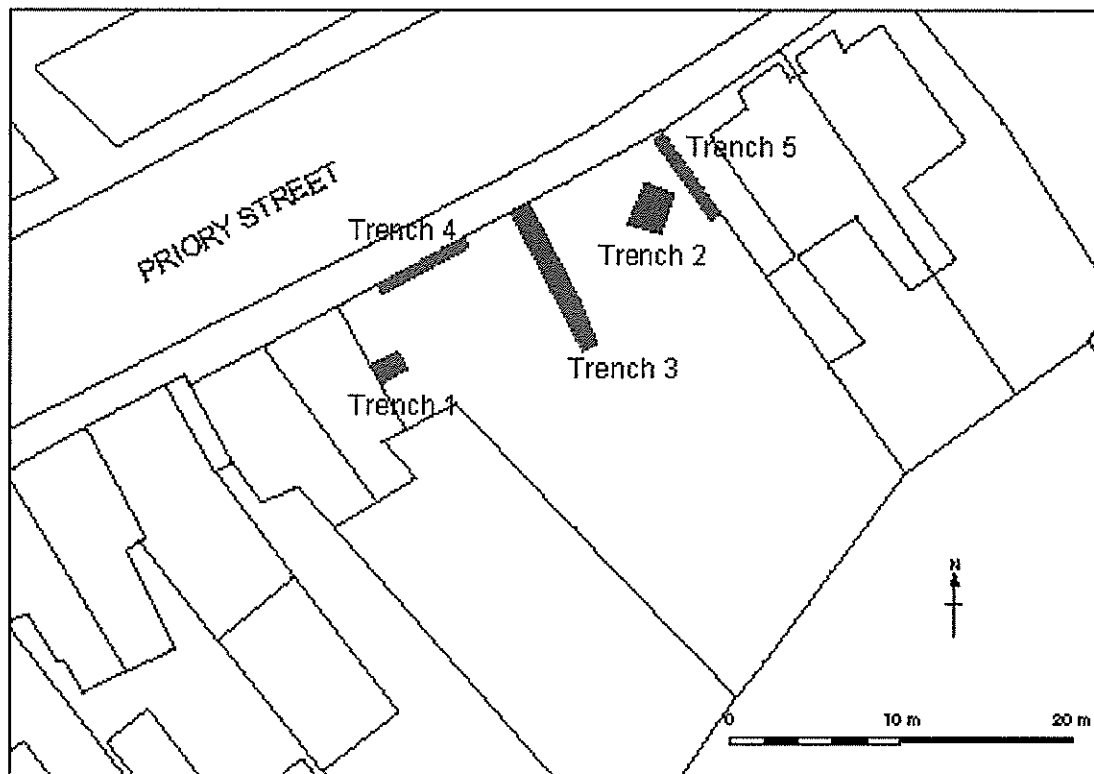 Trench 5
PRIORY STREET
Trench 4
Trench 2
Trench 3
Trench 1
N
0 10 m 20 m